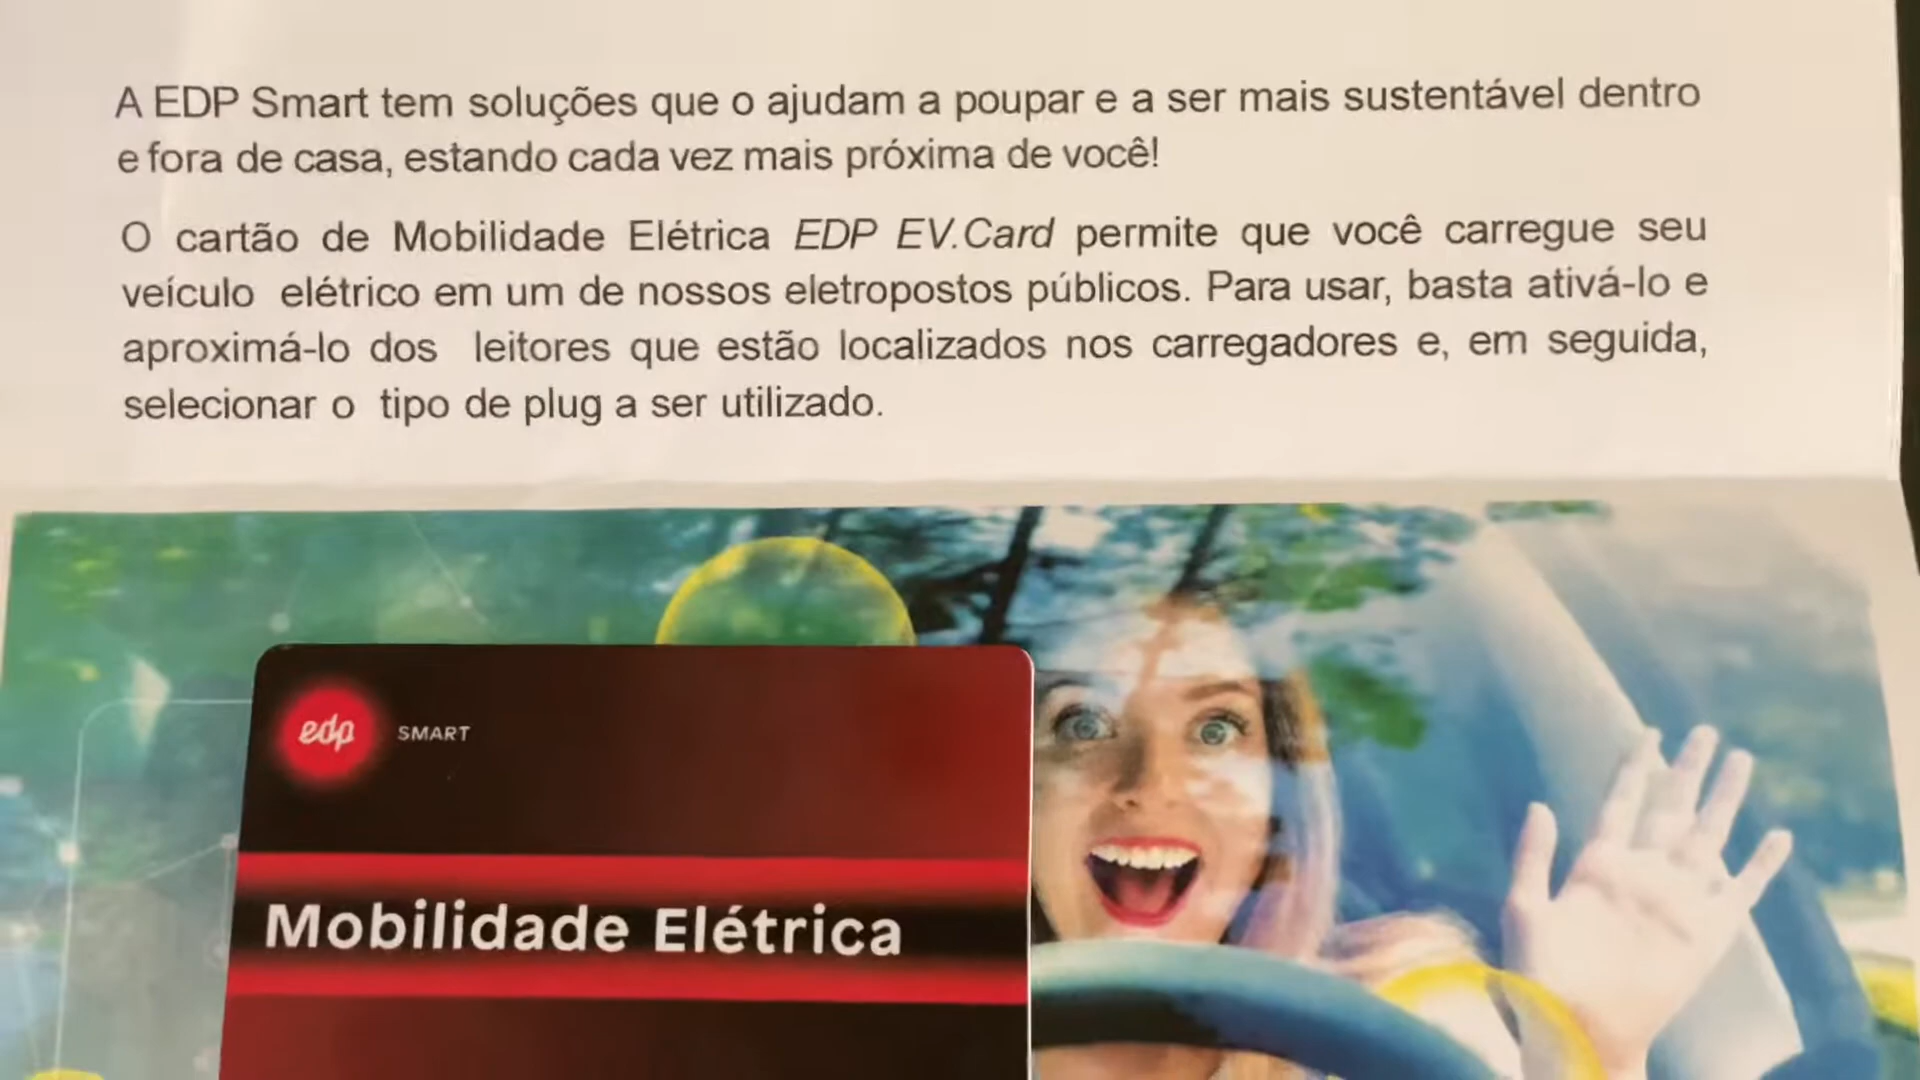 A EDP Smart tem soluções que o ajudam a poupar e a ser mais sustentável dentro
e fora de casa, estando cada vez mais próxima de você!
O cartão de Mobilidade Elétrica EDP EV.Card permite que você carregue seu
veículo elétrico em um de nossos eletropostos públicos. Para usar, basta ativá-lo e
aproximá-lo dos leitores que estão localizados nos carregadores e, em seguida,
selecionar o tipo de plug a ser utilizado.
edp SMART
Mobilidade Elétrica